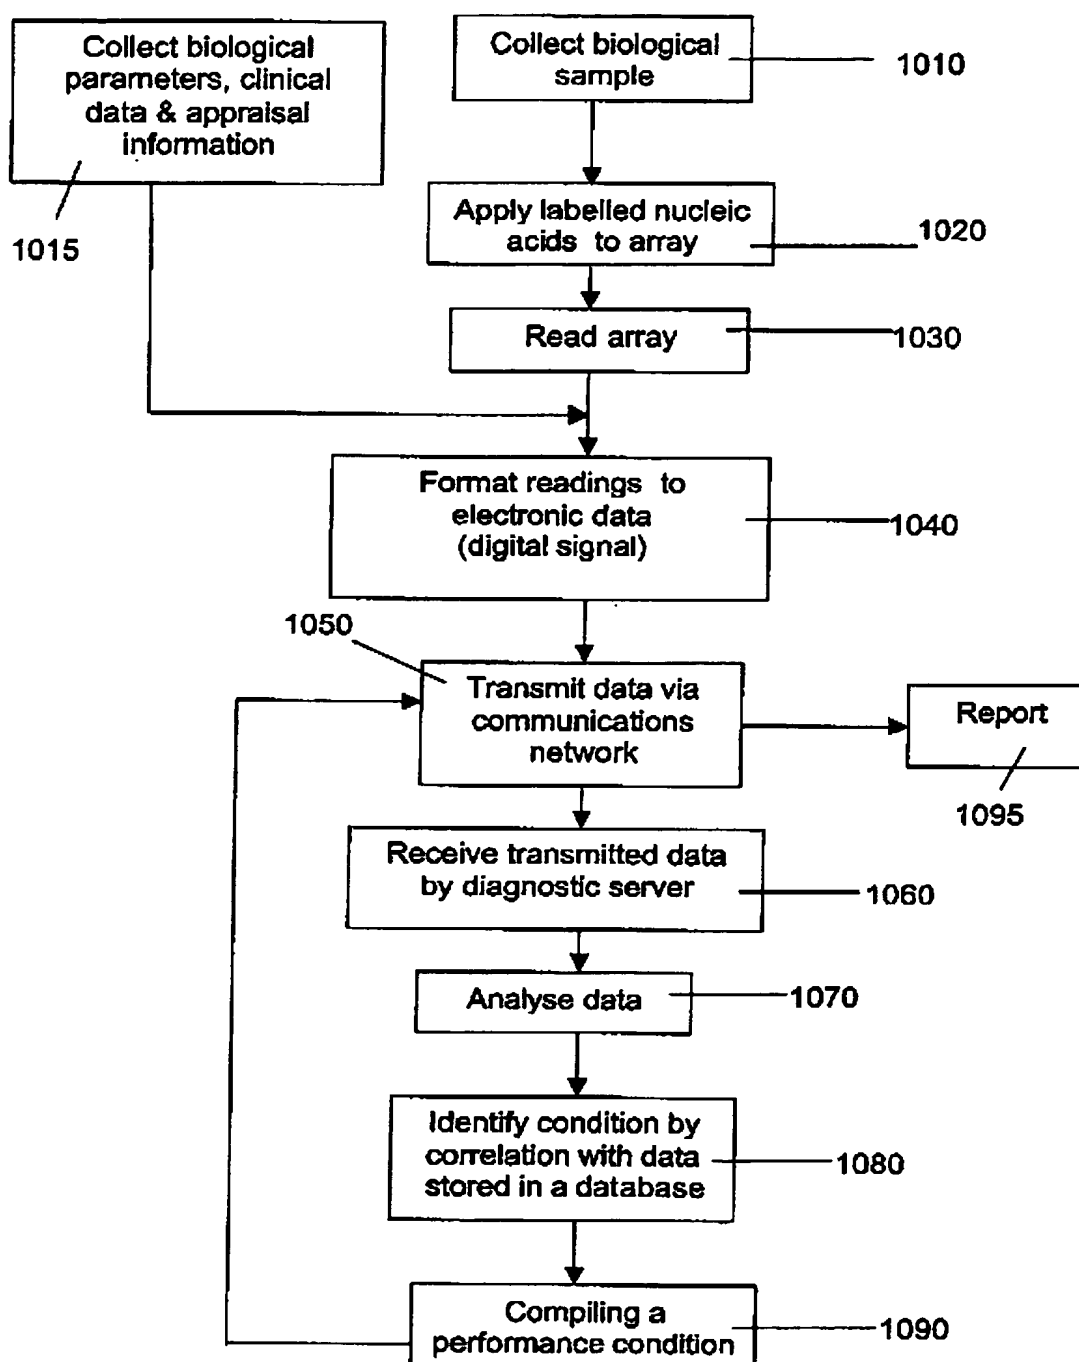 Collect biological
parameters, clinical
data & appraisal
information
1015
Collect biological
sample
1010
Apply labelled nucleic
acids to array
1020
Read array
1030
Format readings to
electronic data
(digital signal)
1040
1050
Transmit data via
communications
network
Report
1095
Receive transmitted data
by diagnostic server
1060
Analyse data
1070
Identify condition by
correlation with data
stored in a database
1080
Compiling a
performance condition
1090